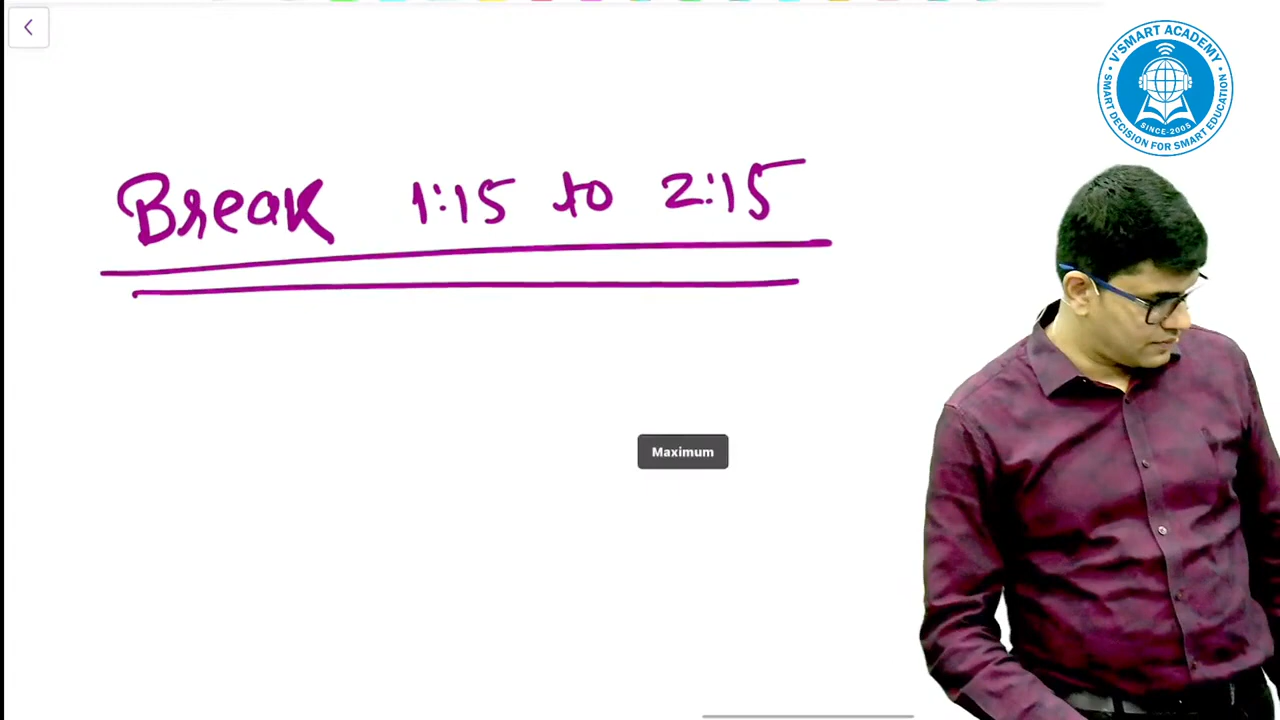 V'SMART ACADEMY
SMART DECISION FOR SMART EDUCATION
SINCE-2005
Break 1:15 to 2:15
Maximum